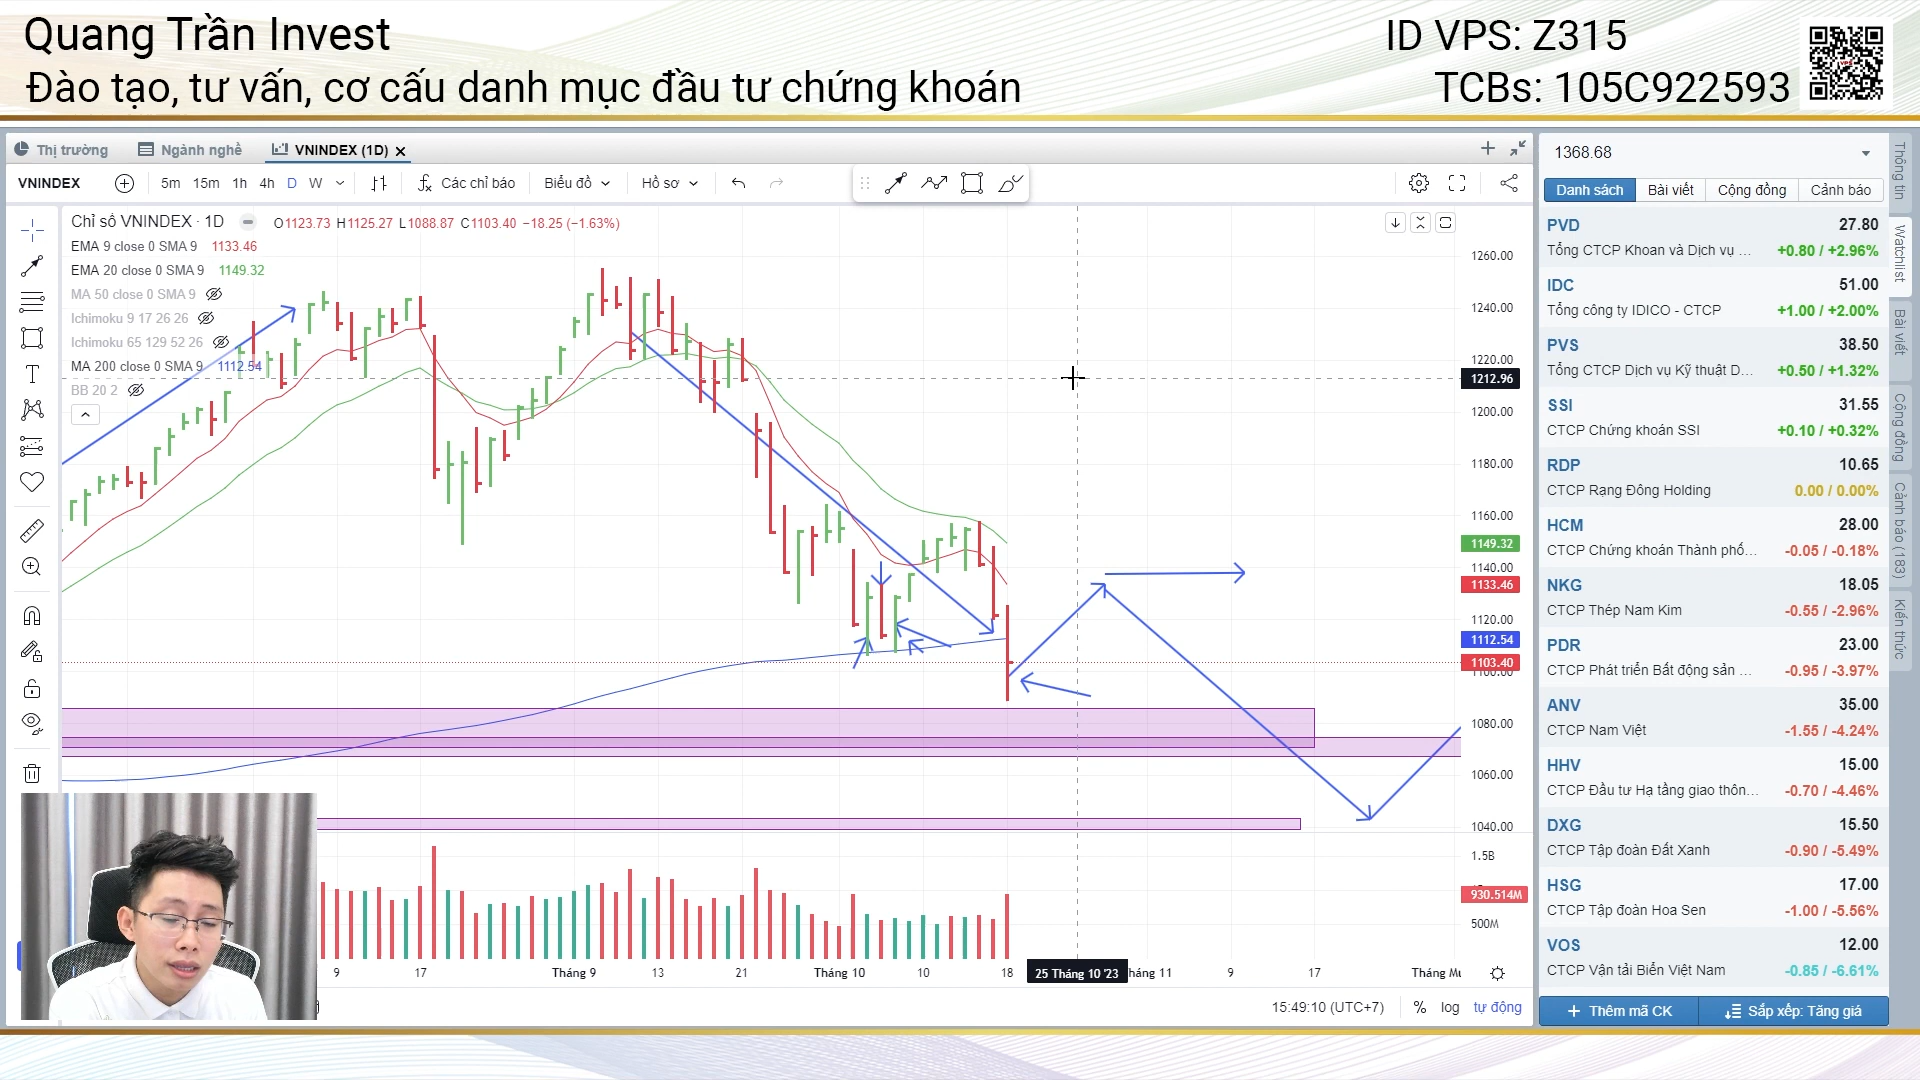 Quang Trần Invest
Đào tạo, tư vấn, cơ cấu danh mục đầu tư chứng khoán
ID VPS: Z315
TCBs: 105C922593
Thị trường
Ngành nghề
VNINDEX (1D)
VNINDEX
5m 15m 1h 4h D W
Các chỉ báo
Biểu đồ
Hồ sơ
Chỉ số VNINDEX · 1D O1123.73 H1125.27 L1088.87 C1103.40 −18.25 (−1.63%)
EMA 9 close 0 SMA 9 1133.46
EMA 20 close 0 SMA 9 1149.32
MA 50 close 0 SMA 9
Ichimoku 9 17 26 26
Ichimoku 65 129 52 26
MA 200 close 0 SMA 9 1112.54
BB 20 2
1260.00
1240.00
1220.00
1212.96
1200.00
1180.00
1160.00
1149.32
1140.00
1133.46
1120.00
1112.54
1103.40
1100.00
1080.00
1060.00
1040.00
1.5B
930.514M
500M
9 17 Tháng 9 13 21 Tháng 10 10 18 25 Tháng 10 '23 háng 11 9 17
15:49:10 (UTC+7) % log tự động
1368.68
Danh sách Bài viết Cộng đồng Cảnh báo
PVD 27.80
Tổng CTCP Khoan và Dịch vụ ... +0.80 / +2.96%
IDC 51.00
Tổng công ty IDICO - CTCP +1.00 / +2.00%
PVS 38.50
Tổng CTCP Dịch vụ Kỹ thuật D... +0.50 / +1.32%
SSI 31.55
CTCP Chứng khoán SSI +0.10 / +0.32%
RDP 10.65
CTCP Rạng Đông Holding 0.00 / 0.00%
HCM 28.00
CTCP Chứng khoán Thành phố... -0.05 / -0.18%
NKG 18.05
CTCP Thép Nam Kim -0.55 / -2.96%
PDR 23.00
CTCP Phát triển Bất động sản ... -0.95 / -3.97%
ANV 35.00
CTCP Nam Việt -1.55 / -4.24%
HHV 15.00
CTCP Đầu tư Hạ tầng giao thôn... -0.70 / -4.46%
DXG 15.50
CTCP Tập đoàn Đất Xanh -0.90 / -5.49%
HSG 17.00
CTCP Tập đoàn Hoa Sen -1.00 / -5.56%
VOS 12.00
CTCP Vận tải Biển Việt Nam -0.85 / -6.61%
Thêm mã CK
Sắp xếp: Tăng giá
Thông tin
Watchlist
Bài viết
Cộng đồng
Cảnh báo (183)
Kiến thức